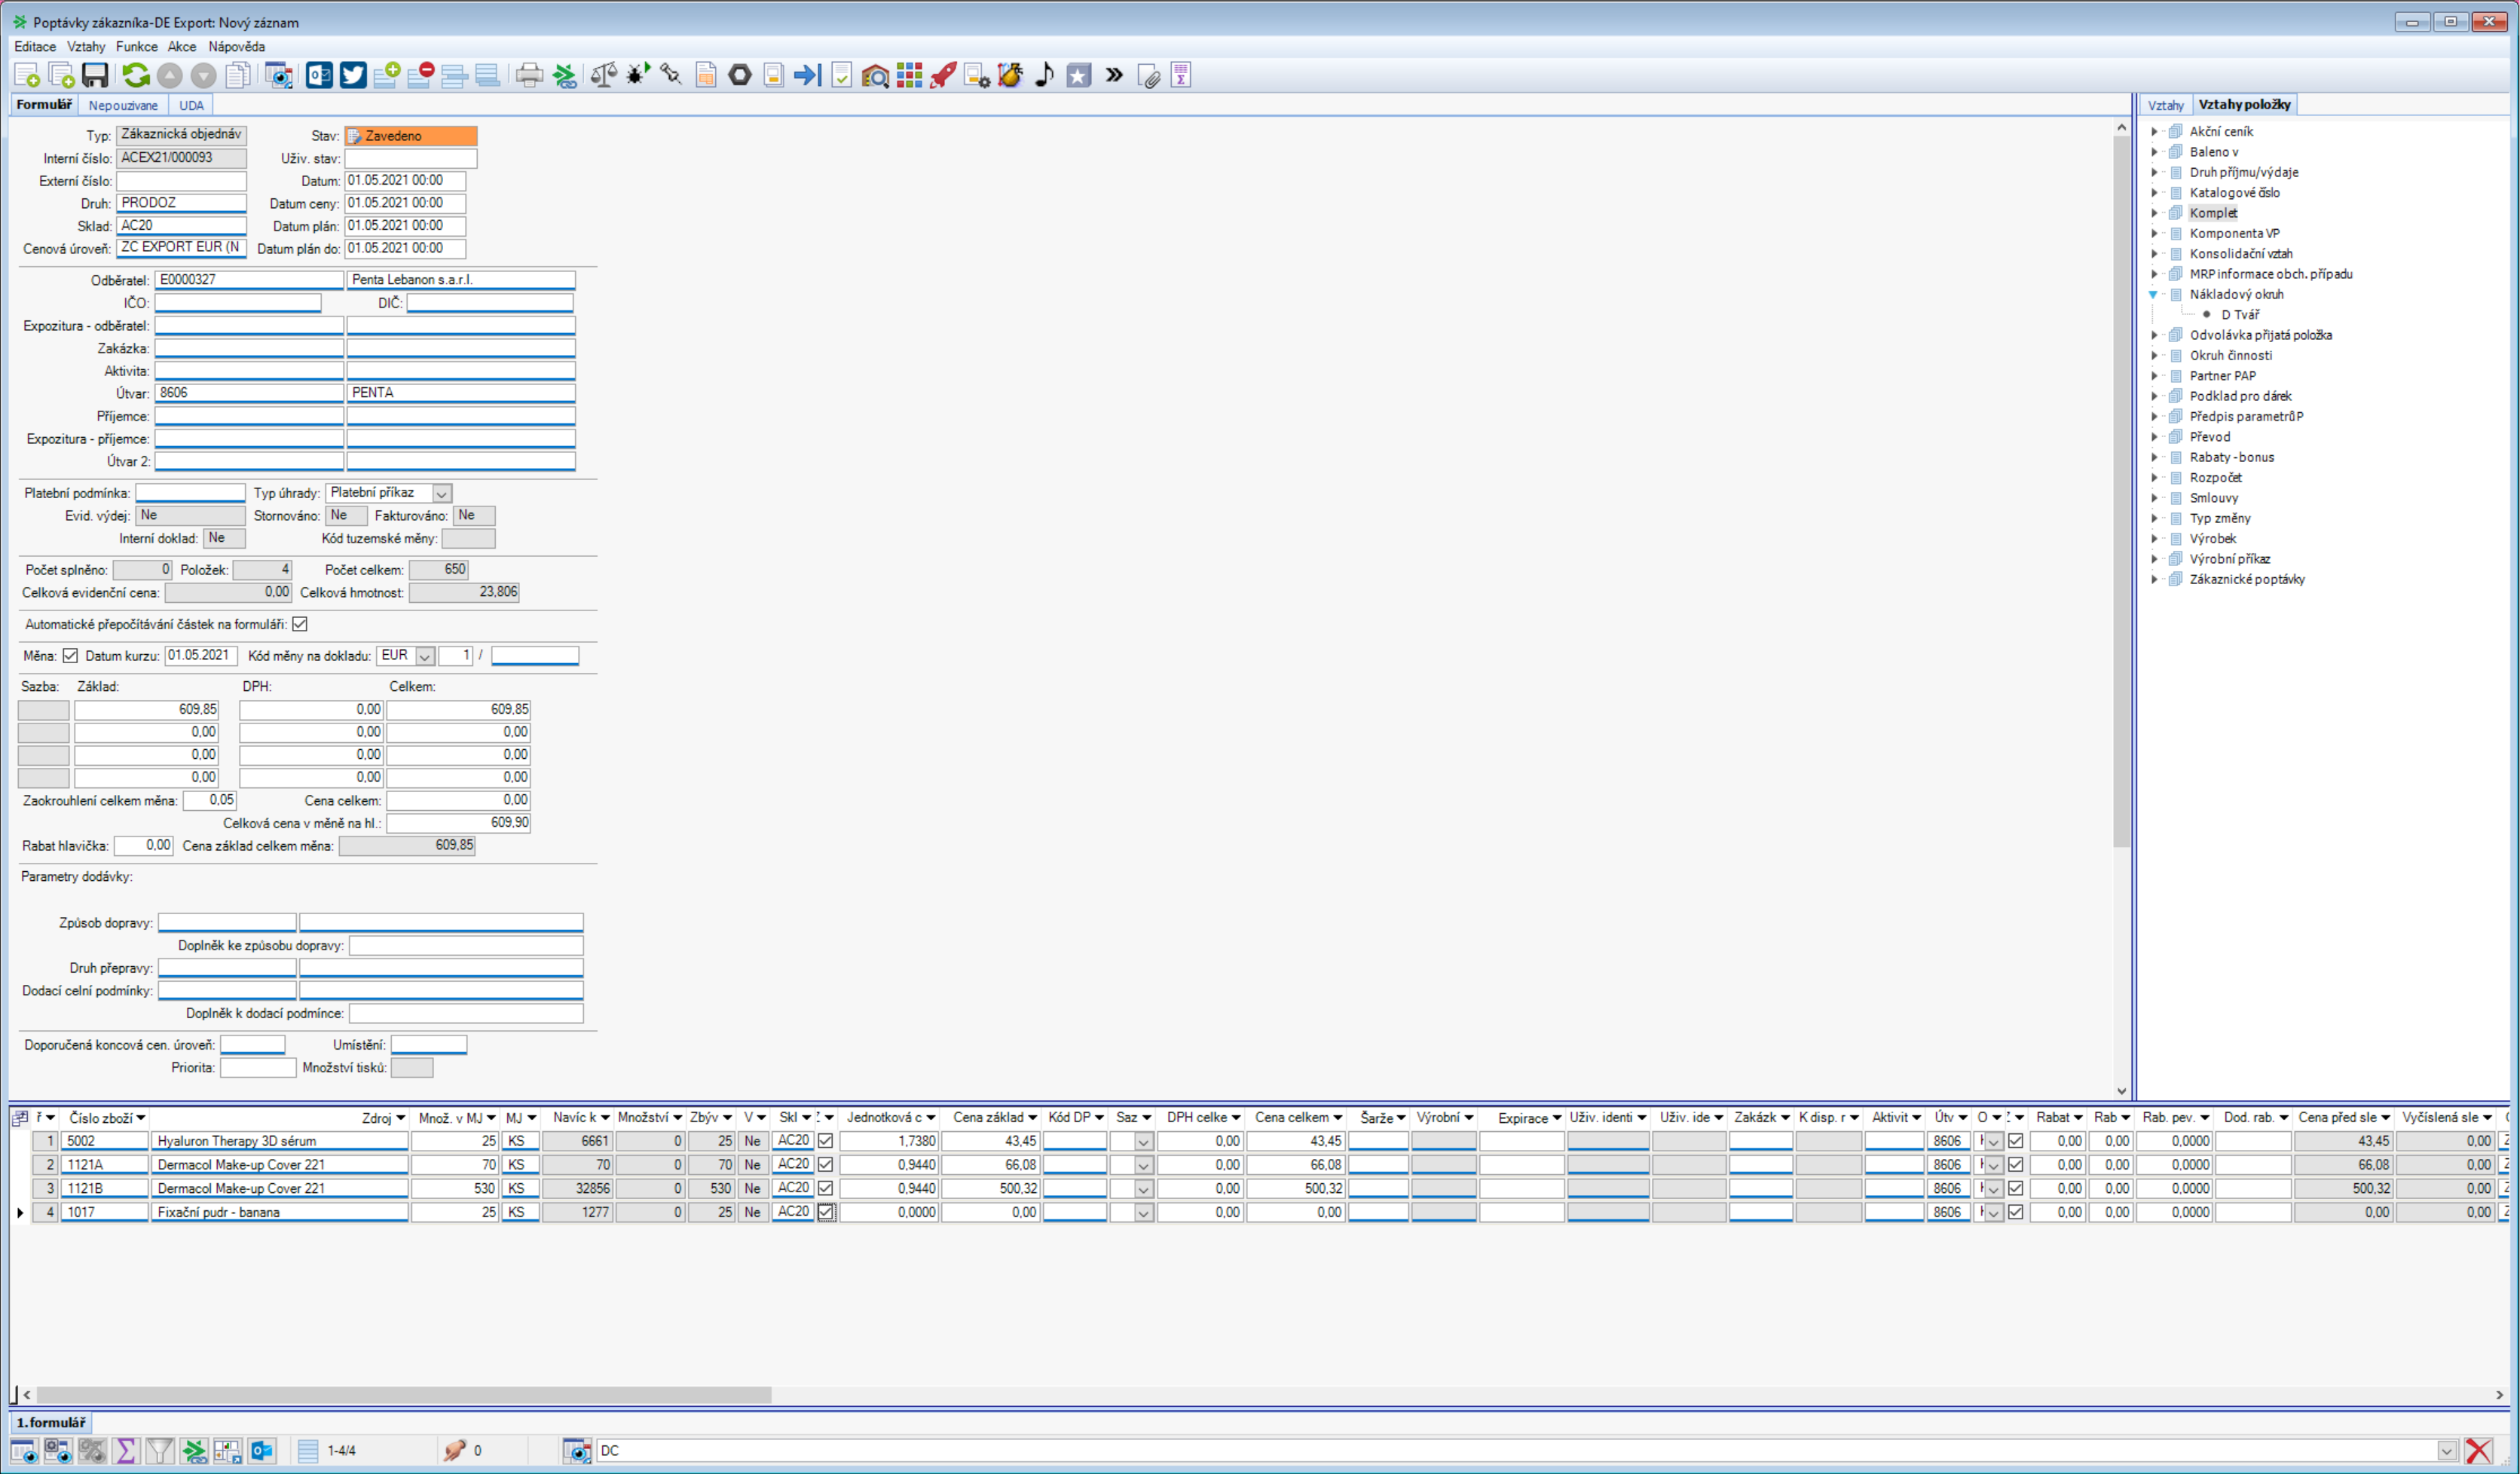 Poptávky zákazníka-DE Export: Nový záznam
Editace Vztahy Funkce Akce Nápověda
Formulář Nepouzivane UDA
Typ: Zákaznická objednáv Stav: Zavedeno
Interní číslo: ACEX21/000093 Uživ. stav:
Externí číslo: Datum: 01.05.2021 00:00
Druh: PRODOZ Datum ceny: 01.05.2021 00:00
Sklad: AC20 Datum plán: 01.05.2021 00:00
Cenová úroveň: ZC EXPORT EUR (N Datum plán do: 01.05.2021 00:00
Odběratel: E0000327 Penta Lebanon s.a.r.l.
IČO: DIČ:
Expozitura - odběratel:
Zakázka:
Aktivita:
Útvar: 8606 PENTA
Příjemce:
Expozitura - příjemce:
Útvar 2:
Platební podmínka: Typ úhrady: Platební příkaz
Evid. výdej: Ne Stornováno: Ne Fakturováno: Ne
Interní doklad: Ne Kód tuzemské měny:
Počet splněno: 0 Položek: 4 Počet celkem: 650
Celková evidenční cena: 0,00 Celková hmotnost: 23,806
Automatické přepočítávání částek na formuláři:
Měna: Datum kurzu: 01.05.2021 Kód měny na dokladu: EUR 1 /
Sazba: Základ: DPH: Celkem:
609,85 0,00 609,85
0,00 0,00 0,00
0,00 0,00 0,00
0,00 0,00 0,00
Zaokrouhlení celkem měna: 0,05 Cena celkem: 0,00
Celková cena v měně na hl.: 609,90
Rabat hlavička: 0,00 Cena základ celkem měna: 609,85
Parametry dodávky:
Způsob dopravy:
Doplněk ke způsobu dopravy:
Druh přepravy:
Dodací celní podmínky:
Doplněk k dodací podmínce:
Doporučená koncová cen. úroveň: Umístění:
Priorita: Množství tisků:
Vztahy Vztahy položky
Akční ceník
Baleno v
Druh příjmu/výdaje
Katalogové číslo
Komplet
Komponenta VP
Konsolidační vztah
MRP informace obch. případu
Nákladový okruh
D Tvář
Odvolávka přijatá položka
Okruh činnosti
Partner PAP
Podklad pro dárek
Předpis parametrů P
Převod
Rabaty - bonus
Rozpočet
Smlouvy
Typ změny
Výrobek
Výrobní příkaz
Zákaznické poptávky
ř Číslo zboží Zdroj Množ. v MJ MJ Navíc k Množství Zbýv V Skl Jednotková c Cena základ Kód DP Saz DPH celke Cena celkem Šarže Výrobní Expirace Uživ. identi Uživ. ide Zakázk K disp. r Aktivit Útv O Rabat Rab Rab. pev. Dod. rab. Cena před sle Vyčíslená sle
1 5002 Hyaluron Therapy 3D sérum 25 KS 6661 0 25 Ne AC20 1,7380 43,45 0,00 43,45 8606 0,00 0,00 0,0000 43,45 0,00
2 1121A Dermacol Make-up Cover 221 70 KS 70 0 70 Ne AC20 0,9440 66,08 0,00 66,08 8606 0,00 0,00 0,0000 66,08 0,00
3 1121B Dermacol Make-up Cover 221 530 KS 32856 0 530 Ne AC20 0,9440 500,32 0,00 500,32 8606 0,00 0,00 0,0000 500,32 0,00
4 1017 Fixační pudr - banana 25 KS 1277 0 25 Ne AC20 0,0000 0,00 0,00 0,00 8606 0,00 0,00 0,0000 0,00 0,00
1.formulář
1-4/4 0 DC